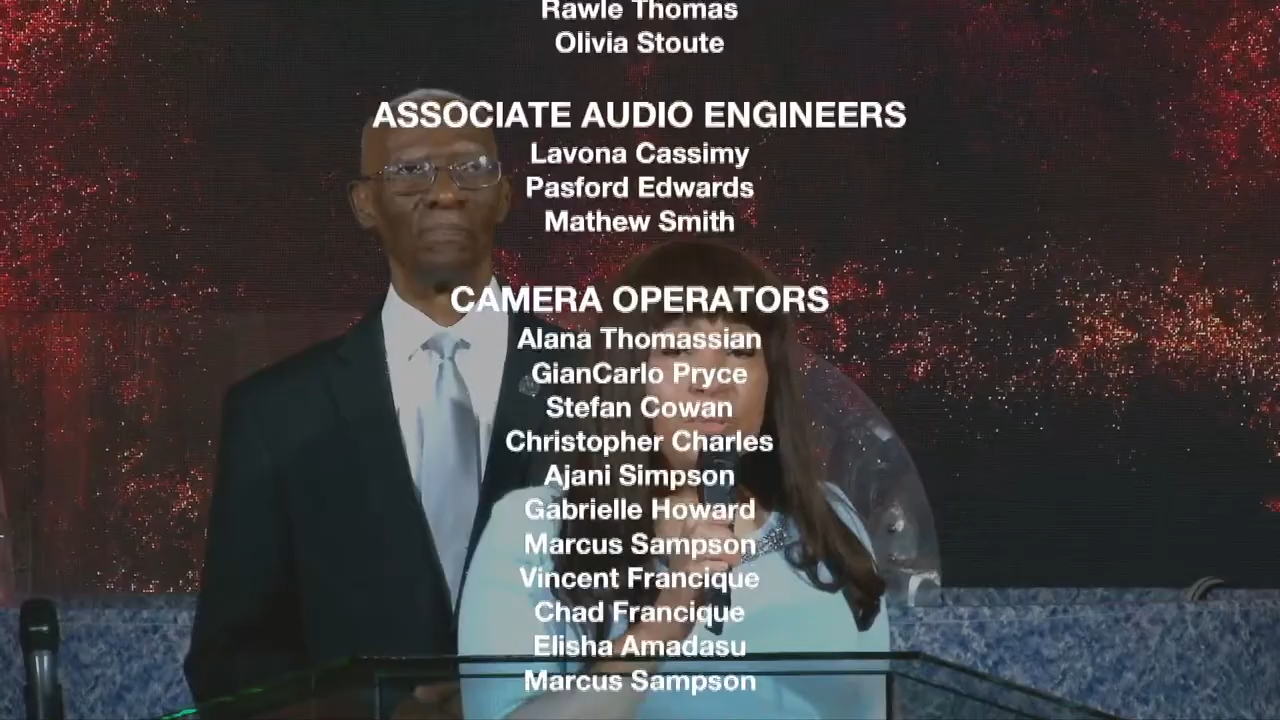 Rawle Thomas
Olivia Stoute
ASSOCIATE AUDIO ENGINEERS
Lavona Cassimy
Pasford Edwards
Mathew Smith
CAMERA OPERATORS
Alana Thomassian
GianCarlo Pryce
Stefan Cowan
Christopher Charles
Ajani Simpson
Gabrielle Howard
Marcus Sampson
Vincent Francique
Chad Francique
Elisha Amadasu
Marcus Sampson